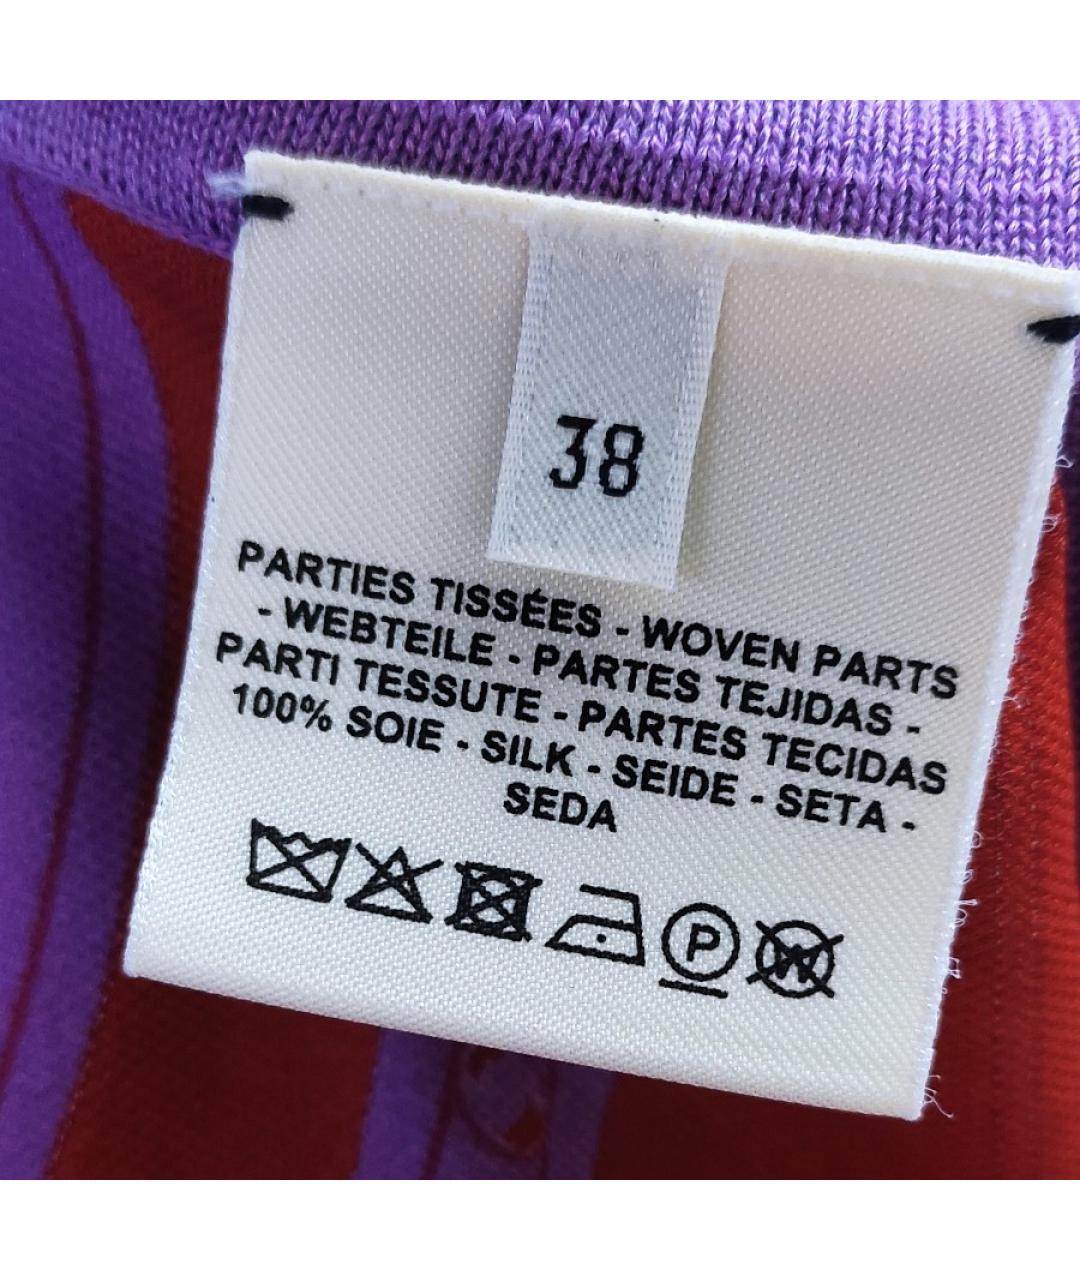 38
PARTIES TISSÉES - WOVEN PARTS
- WEBTEILE - PARTES TEJIDAS -
PARTI TESSUTE - PARTES TECIDAS
100% SOIE - SILK - SEIDE - SETA -
SEDA
P W